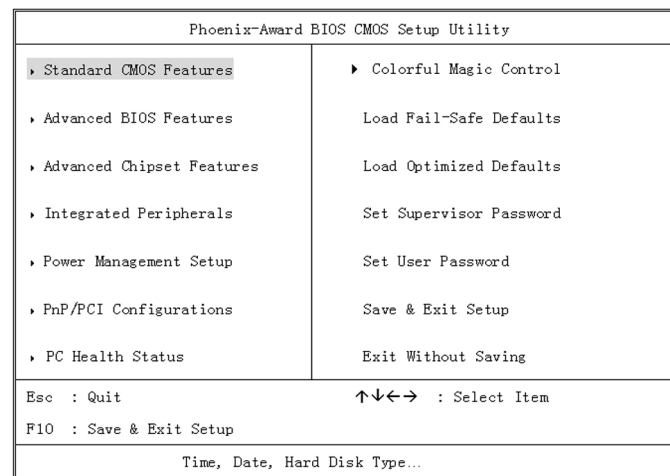 Phoenix-Award BIOS CMOS Setup Utility
▸ Standard CMOS Features
▸ Advanced BIOS Features
▸ Advanced Chipset Features
▸ Integrated Peripherals
▸ Power Management Setup
▸ PnP/PCI Configurations
▸ PC Health Status
▸ Colorful Magic Control
Load Fail-Safe Defaults
Load Optimized Defaults
Set Supervisor Password
Set User Password
Save & Exit Setup
Exit Without Saving
Esc : Quit
F10 : Save & Exit Setup
↑↓←→ : Select Item
Time, Date, Hard Disk Type...